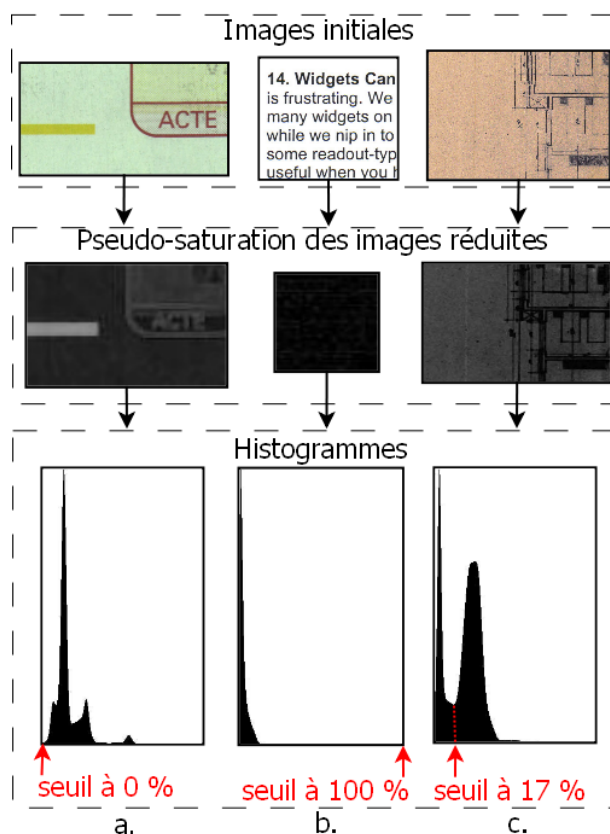 Images initiales
ACTE
14. Widgets Can
is frustrating. We
many widgets on
while we nip in to
some readout-typ
useful when you h
Pseudo-saturation des images réduites
Histogrammes
seuil à 0 %
seuil à 100 %
seuil à 17 %
a.
b.
c.